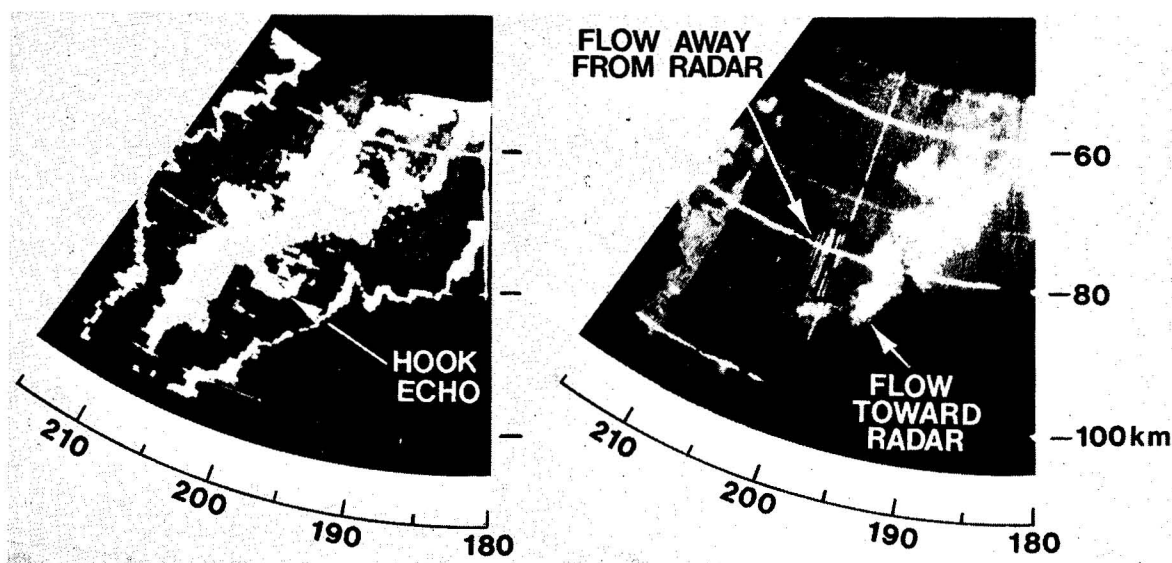 HOOK
ECHO
210
200
190
180
FLOW AWAY
FROM RADAR
60
80
100km
FLOW
TOWARD
RADAR
210
200
190
180